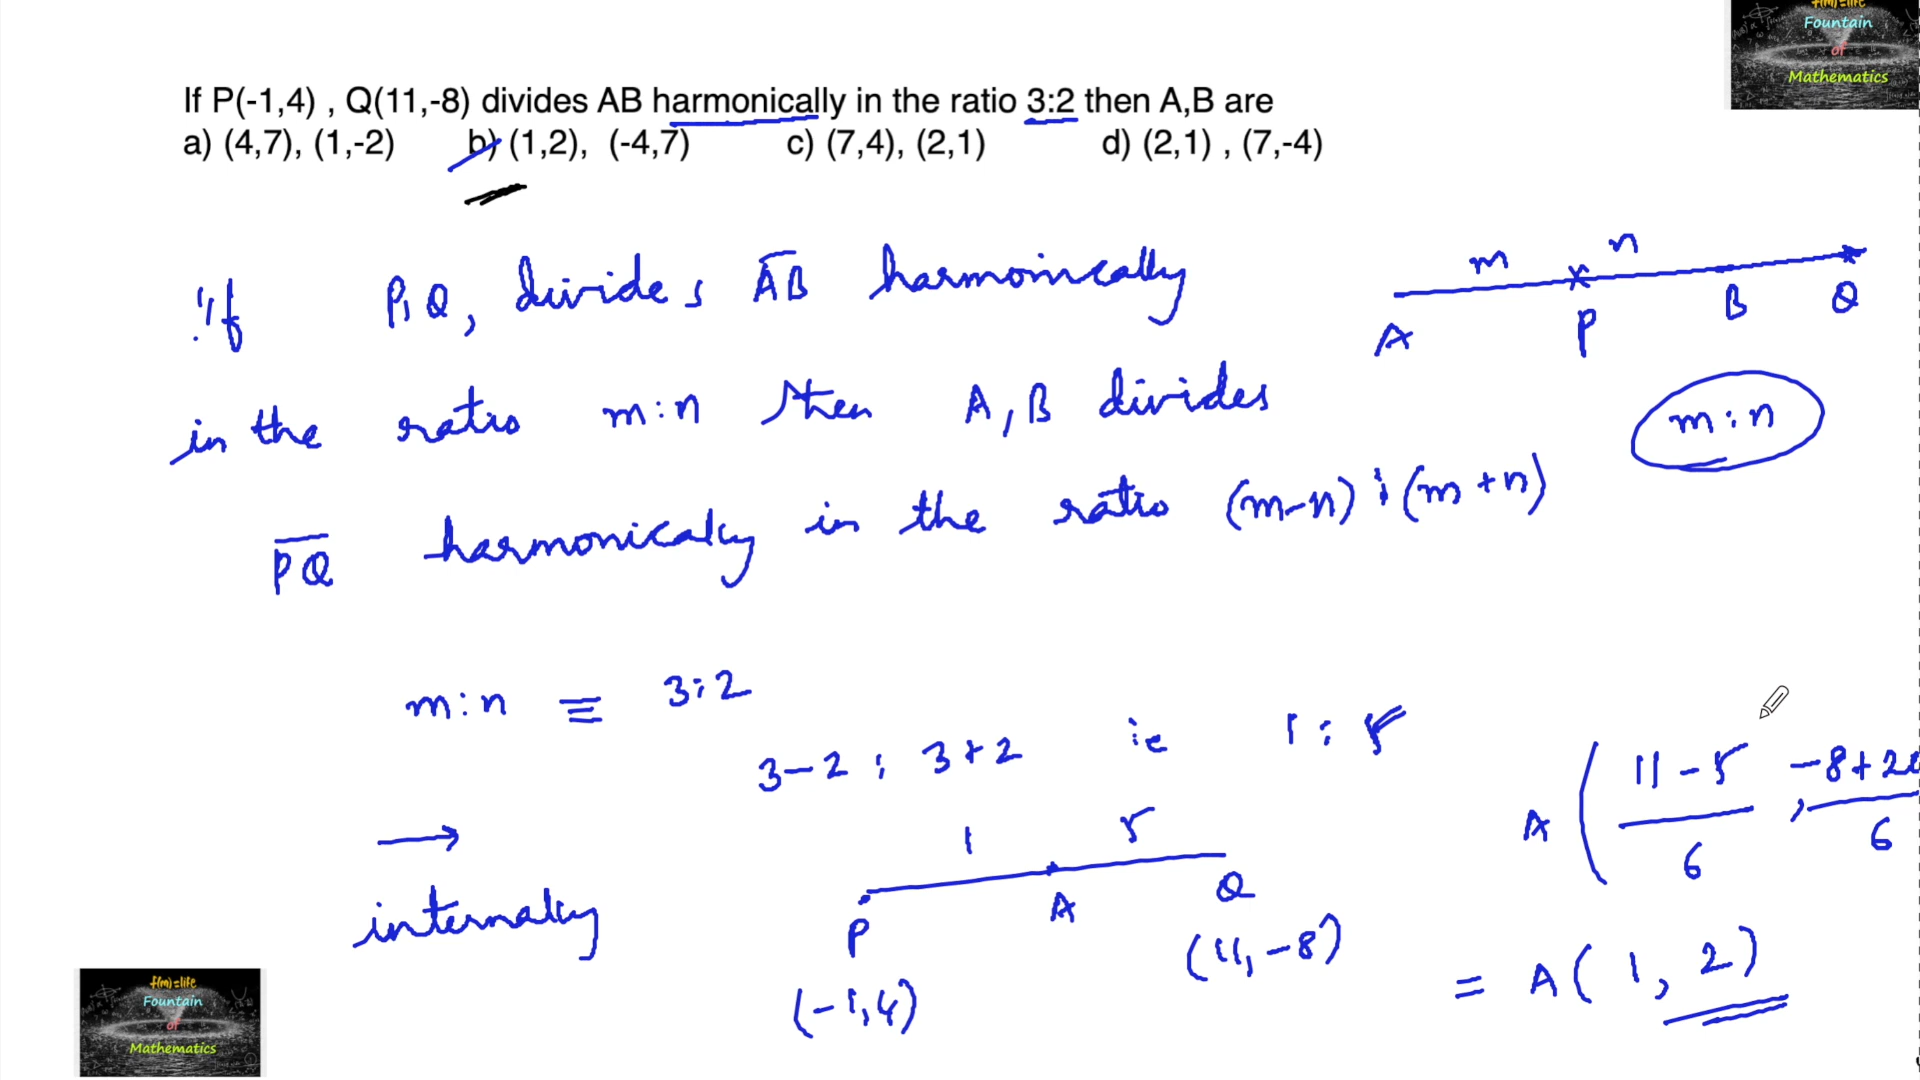 f(m)=life
Fountain
of
Mathematics
If P(-1,4) , Q(11,-8) divides AB harmonically in the ratio 3:2 then A,B are
a) (4,7), (1,-2) b) (1,2), (-4,7) c) (7,4), (2,1) d) (2,1) , (7,-4)
If P, Q, divides AB harmoinically
in the ratio m:n then A, B divides
PQ harmonically in the ratio (m-n) : (m+n)
m n
A P B Q
m:n
m:n ≡ 3:2
3-2 : 3+2 ie 1 : 5
→
internally
1 5
P A Q
(-1,4) (11,-8)
A ( 11-5 / 6 , -8+20 / 6
= A( 1, 2)
f(m)=life
Fountain
of
Mathematics